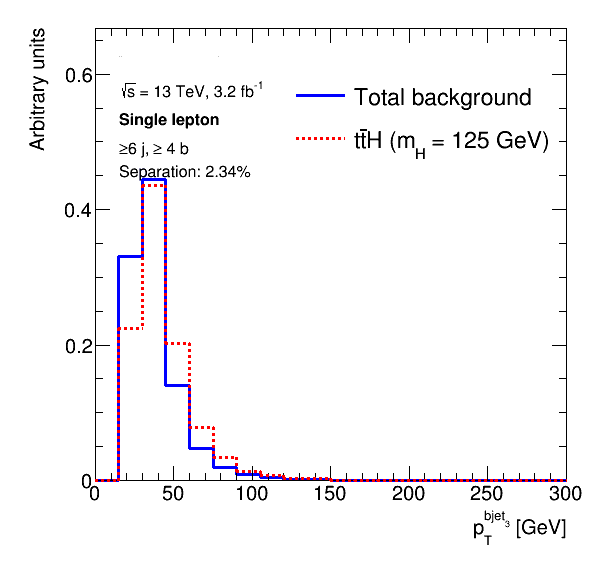 Arbitrary units
0.6
0.4
0.2
0
√s = 13 TeV, 3.2 fb⁻¹
Single lepton
≥6 j, ≥ 4 b
Separation: 2.34%
Total background
tt̄H (m_H = 125 GeV)
0 50 100 150 200 250 300
p_T^{bjet_3} [GeV]